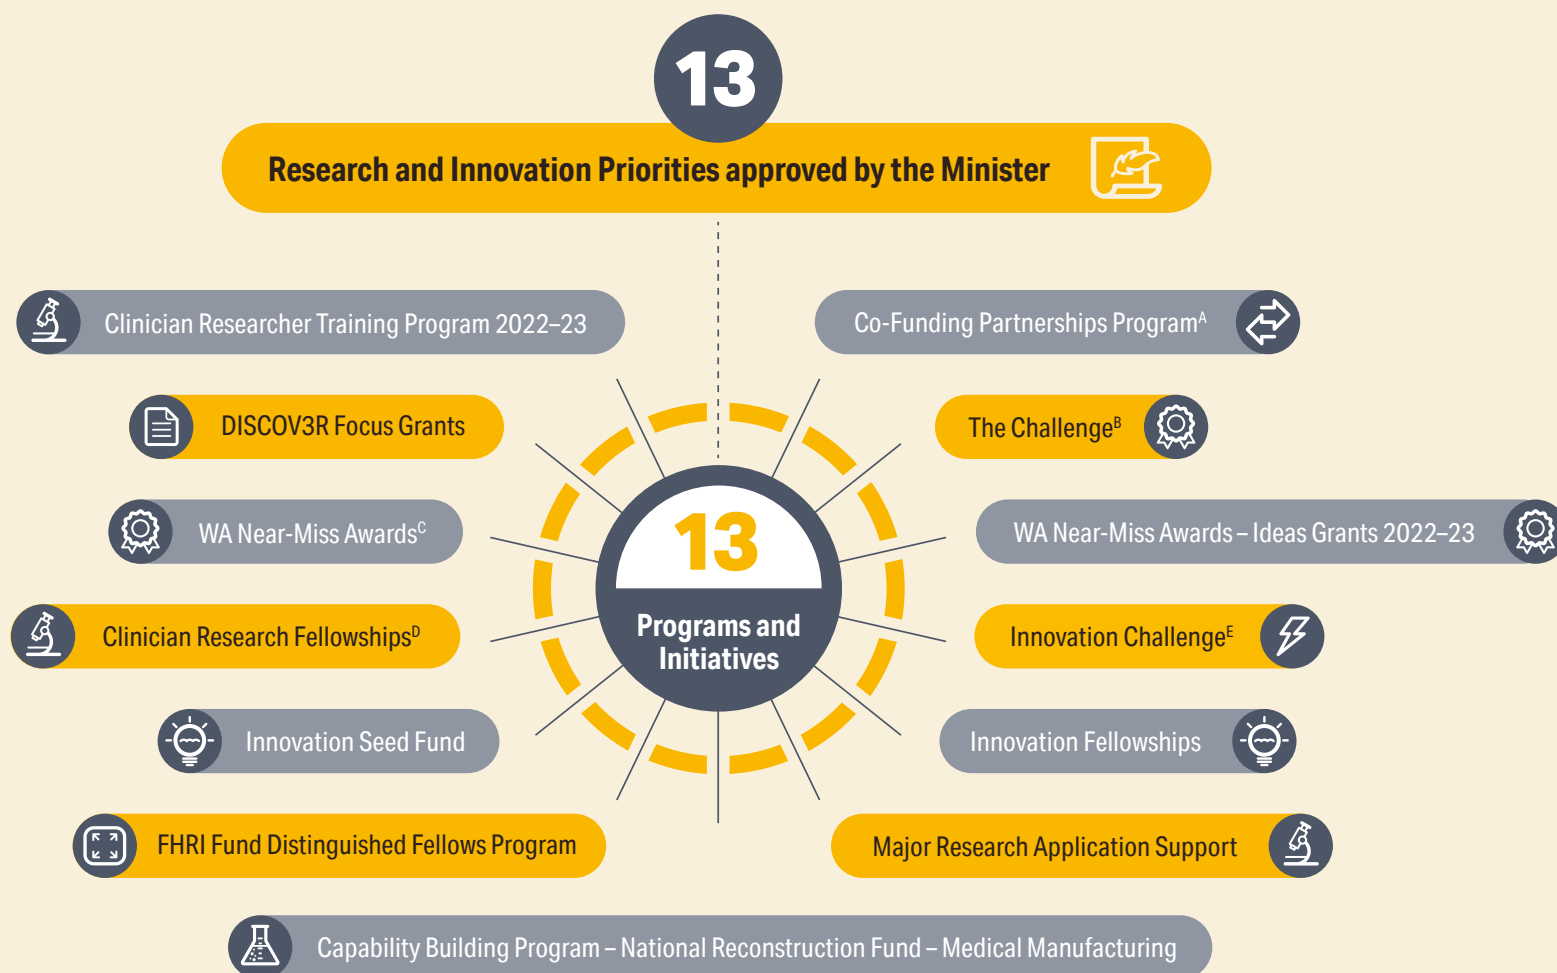 13
Research and Innovation Priorities approved by the Minister
Clinician Researcher Training Program 2022–23
Co-Funding Partnerships Programᴬ
DISCOV3R Focus Grants
The Challengeᴮ
WA Near-Miss Awardsᶜ
WA Near-Miss Awards – Ideas Grants 2022–23
13
Programs and
Initiatives
Clinician Research Fellowshipsᴰ
Innovation Challengeᴱ
Innovation Seed Fund
Innovation Fellowships
FHRI Fund Distinguished Fellows Program
Major Research Application Support
Capability Building Program – National Reconstruction Fund – Medical Manufacturing